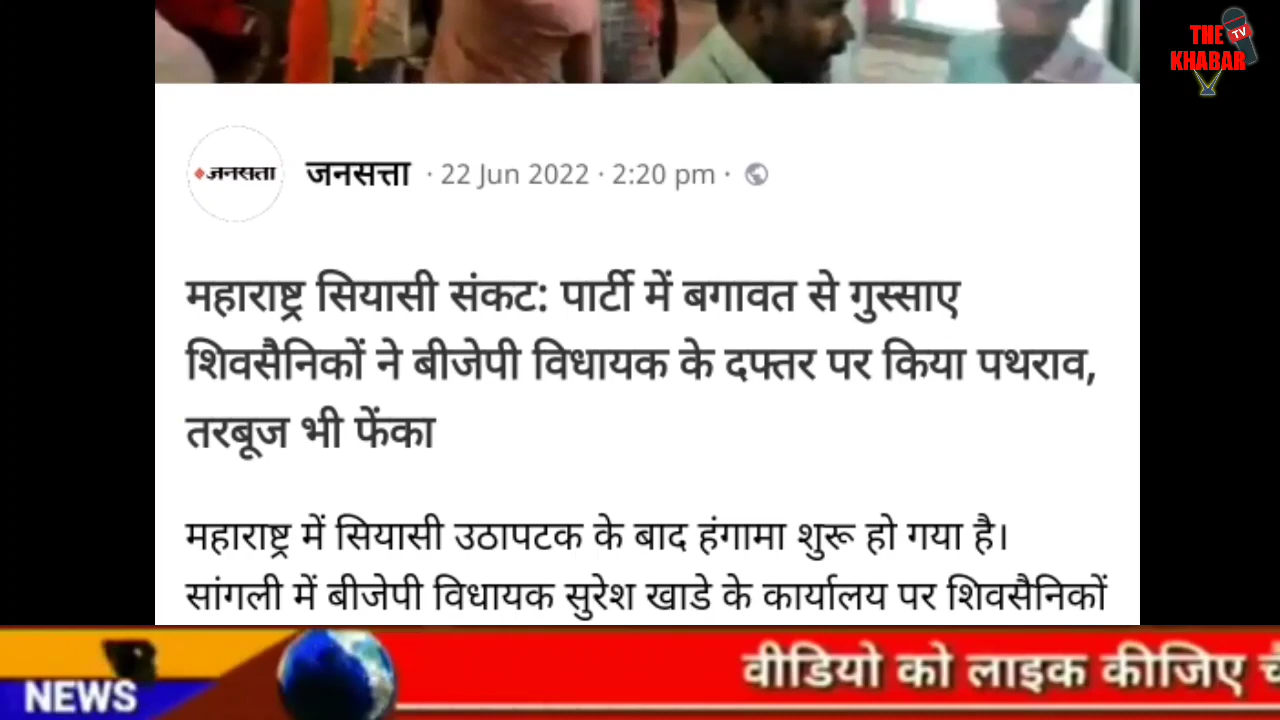 THE
TV
KHABAR
जनसत्ता
जनसत्ता · 22 Jun 2022 · 2:20 pm ·
महाराष्ट्र सियासी संकट: पार्टी में बगावत से गुस्साए
शिवसैनिकों ने बीजेपी विधायक के दफ्तर पर किया पथराव,
तरबूज भी फेंका
महाराष्ट्र में सियासी उठापटक के बाद हंगामा शुरू हो गया है।
सांगली में बीजेपी विधायक सुरेश खाडे के कार्यालय पर शिवसैनिकों
वीडियो को लाइक कीजिए
NEWS